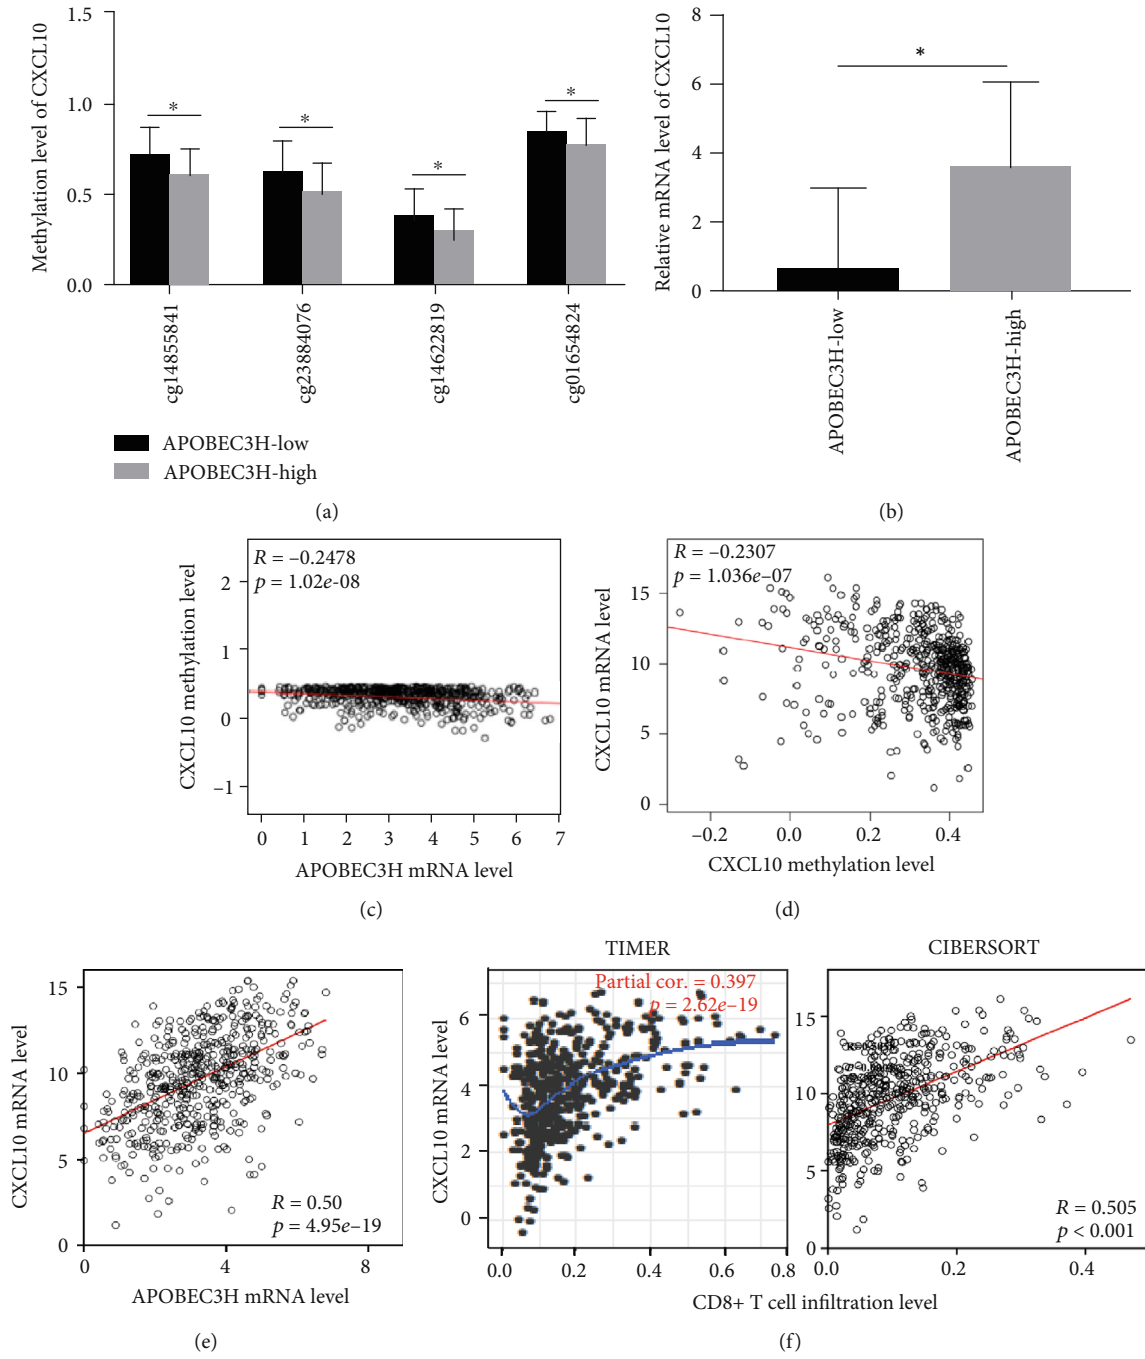 Methylation level of CXCL10
1.5
1.0
0.5
0.0
*
*
*
*
cg14855841
cg23884076
cg14622819
cg01654824
APOBEC3H-low
APOBEC3H-high
(a)
Relative mRNA level of CXCL10
8
6
4
2
0
*
APOBEC3H-low
APOBEC3H-high
(b)
R = –0.2478
p = 1.02e-08
CXCL10 methylation level
2
1
0
–1
0 1 2 3 4 5 6 7
APOBEC3H mRNA level
(c)
R = –0.2307
p = 1.036e–07
CXCL10 mRNA level
15
10
5
0
–0.2 0.0 0.2 0.4
CXCL10 methylation level
(d)
CXCL10 mRNA level
15
10
5
0
R = 0.50
p = 4.95e–19
0 4 8
APOBEC3H mRNA level
(e)
TIMER
Partial cor. = 0.397
p = 2.62e–19
CXCL10 mRNA level
6
4
2
0
0.0 0.2 0.4 0.6 0.8
CIBERSORT
15
10
5
0
R = 0.505
p < 0.001
0.0 0.2 0.4
CD8+ T cell infiltration level
(f)